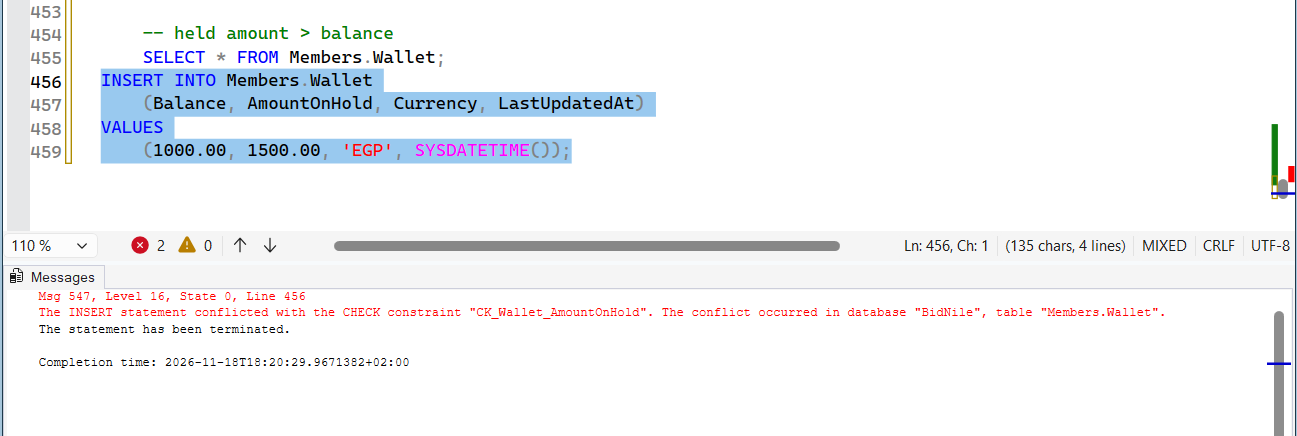 453
454 -- held amount > balance
455 SELECT * FROM Members.Wallet;
456 INSERT INTO Members.Wallet
457 (Balance, AmountOnHold, Currency, LastUpdatedAt)
458 VALUES
459 (1000.00, 1500.00, 'EGP', SYSDATETIME());
110 % 2 0 Ln: 456, Ch: 1 (135 chars, 4 lines) MIXED CRLF UTF-8
Messages
Msg 547, Level 16, State 0, Line 456
The INSERT statement conflicted with the CHECK constraint "CK_Wallet_AmountOnHold". The conflict occurred in database "BidNile", table "Members.Wallet".
The statement has been terminated.
Completion time: 2026-11-18T18:20:29.9671382+02:00